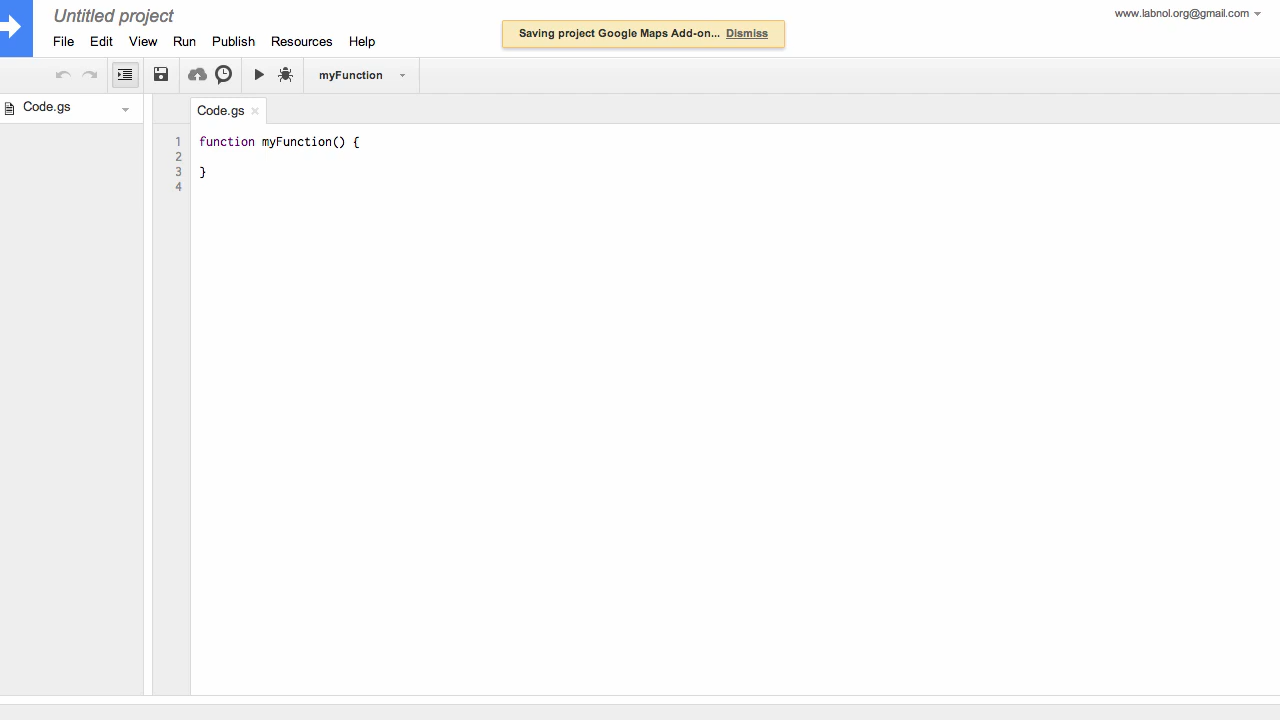 Untitled project
www.labnol.org@gmail.com
Saving project Google Maps Add-on... Dismiss
File Edit View Run Publish Resources Help
myFunction
Code.gs
Code.gs
1 function myFunction() {
2
3 }
4